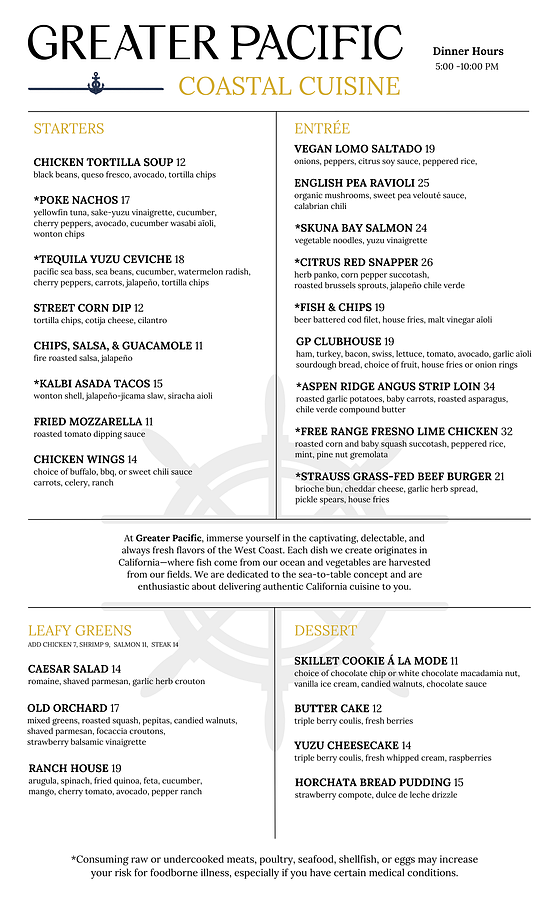 GREATER PACIFIC
COASTAL CUISINE
Dinner Hours
5:00 -10:00 PM
STARTERS
CHICKEN TORTILLA SOUP 12
black beans, queso fresco, avocado, tortilla chips
*POKE NACHOS 17
yellowfin tuna, sake-yuzu vinaigrette, cucumber,
cherry peppers, avocado, cucumber wasabi aïoli,
wonton chips
*TEQUILA YUZU CEVICHE 18
pacific sea bass, sea beans, cucumber, watermelon radish,
cherry peppers, carrots, jalapeño, tortilla chips
STREET CORN DIP 12
tortilla chips, cotija cheese, cilantro
CHIPS, SALSA, & GUACAMOLE 11
fire roasted salsa, jalapeño
*KALBI ASADA TACOS 15
wonton shell, jalapeño-jicama slaw, siracha aioli
FRIED MOZZARELLA 11
roasted tomato dipping sauce
CHICKEN WINGS 14
choice of buffalo, bbq, or sweet chili sauce
carrots, celery, ranch
ENTRÉE
VEGAN LOMO SALTADO 19
onions, peppers, citrus soy sauce, peppered rice,
ENGLISH PEA RAVIOLI 25
organic mushrooms, sweet pea velouté sauce,
calabrian chili
*SKUNA BAY SALMON 24
vegetable noodles, yuzu vinaigrette
*CITRUS RED SNAPPER 26
herb panko, corn pepper succotash,
roasted brussels sprouts, jalapeño chile verde
*FISH & CHIPS 19
beer battered cod filet, house fries, malt vinegar aïoli
GP CLUBHOUSE 19
ham, turkey, bacon, swiss, lettuce, tomato, avocado, garlic aïoli
sourdough bread, choice of fruit, house fries or onion rings
*ASPEN RIDGE ANGUS STRIP LOIN 34
roasted garlic potatoes, baby carrots, roasted asparagus,
chile verde compound butter
*FREE RANGE FRESNO LIME CHICKEN 32
roasted corn and baby squash succotash, peppered rice,
mint, pine nut gremolata
*STRAUSS GRASS-FED BEEF BURGER 21
brioche bun, cheddar cheese, garlic herb spread,
pickle spears, house fries
At Greater Pacific, immerse yourself in the captivating, delectable, and
always fresh flavors of the West Coast. Each dish we create originates in
California—where fish come from our ocean and vegetables are harvested
from our fields. We are dedicated to the sea-to-table concept and are
enthusiastic about delivering authentic California cuisine to you.
LEAFY GREENS
ADD CHICKEN 7, SHRIMP 9, SALMON 11, STEAK 14
CAESAR SALAD 14
romaine, shaved parmesan, garlic herb crouton
OLD ORCHARD 17
mixed greens, roasted squash, pepitas, candied walnuts,
shaved parmesan, focaccia croutons,
strawberry balsamic vinaigrette
RANCH HOUSE 19
arugula, spinach, fried quinoa, feta, cucumber,
mango, cherry tomato, avocado, pepper ranch
DESSERT
SKILLET COOKIE Á LA MODE 11
choice of chocolate chip or white chocolate macadamia nut,
vanilla ice cream, candied walnuts, chocolate sauce
BUTTER CAKE 12
triple berry coulis, fresh berries
YUZU CHEESECAKE 14
triple berry coulis, fresh whipped cream, raspberries
HORCHATA BREAD PUDDING 15
strawberry compote, dulce de leche drizzle
*Consuming raw or undercooked meats, poultry, seafood, shellfish, or eggs may increase
your risk for foodborne illness, especially if you have certain medical conditions.